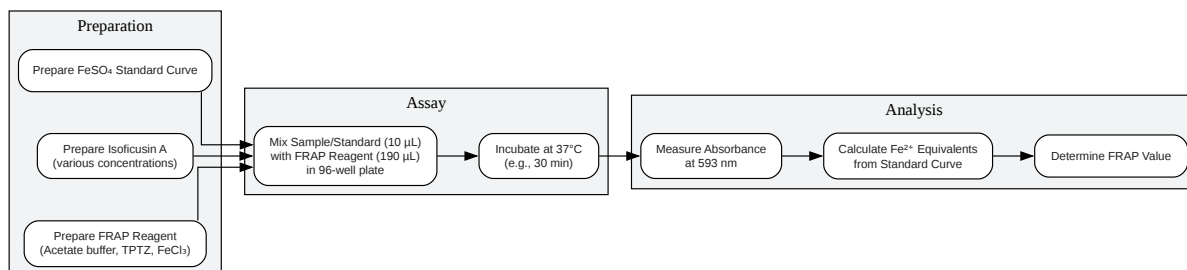 Preparation
Prepare FeSO₄ Standard Curve
Prepare Isoficusin A
(various concentrations)
Prepare FRAP Reagent
(Acetate buffer, TPTZ, FeCl₃)
Assay
Mix Sample/Standard (10 µL)
with FRAP Reagent (190 µL)
in 96-well plate
Incubate at 37°C
(e.g., 30 min)
Analysis
Measure Absorbance
at 593 nm
Calculate Fe²⁺ Equivalents
from Standard Curve
Determine FRAP Value